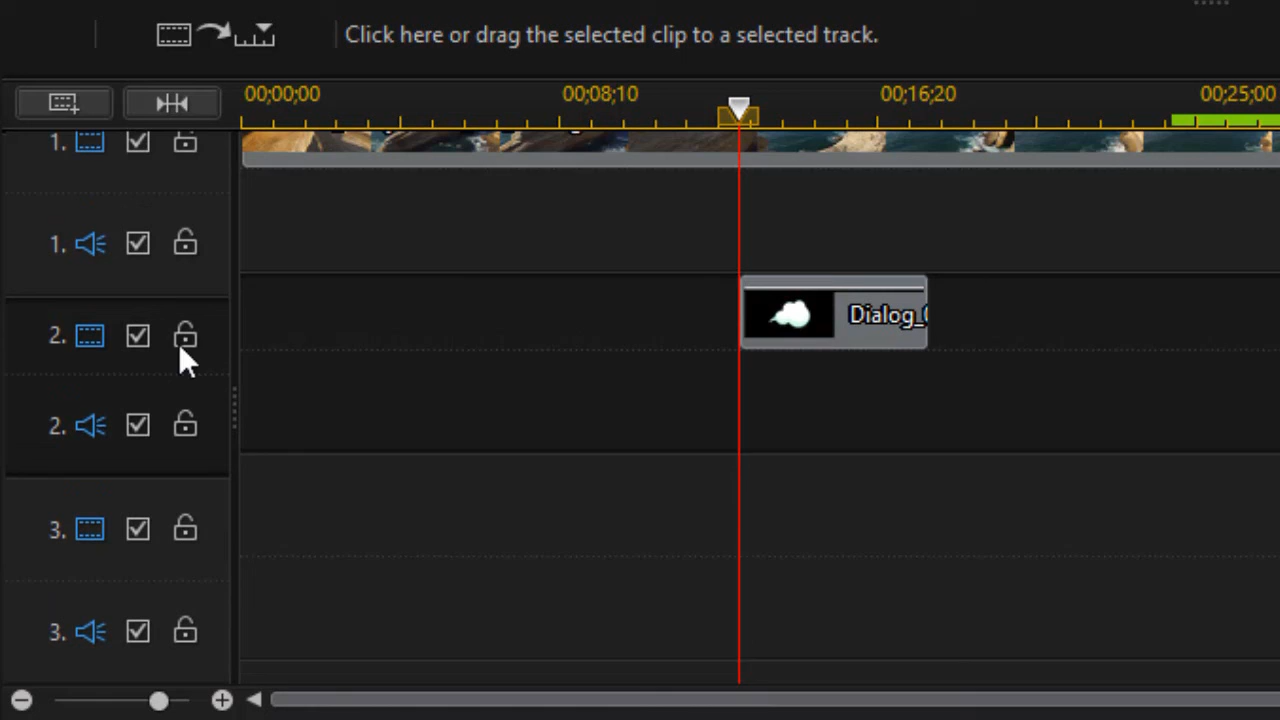 Click here or drag the selected clip to a selected track.
00;00;00 00;08;10 00;16;20 00;25;00
1.
1.
2. Dialog_
2.
3.
3.